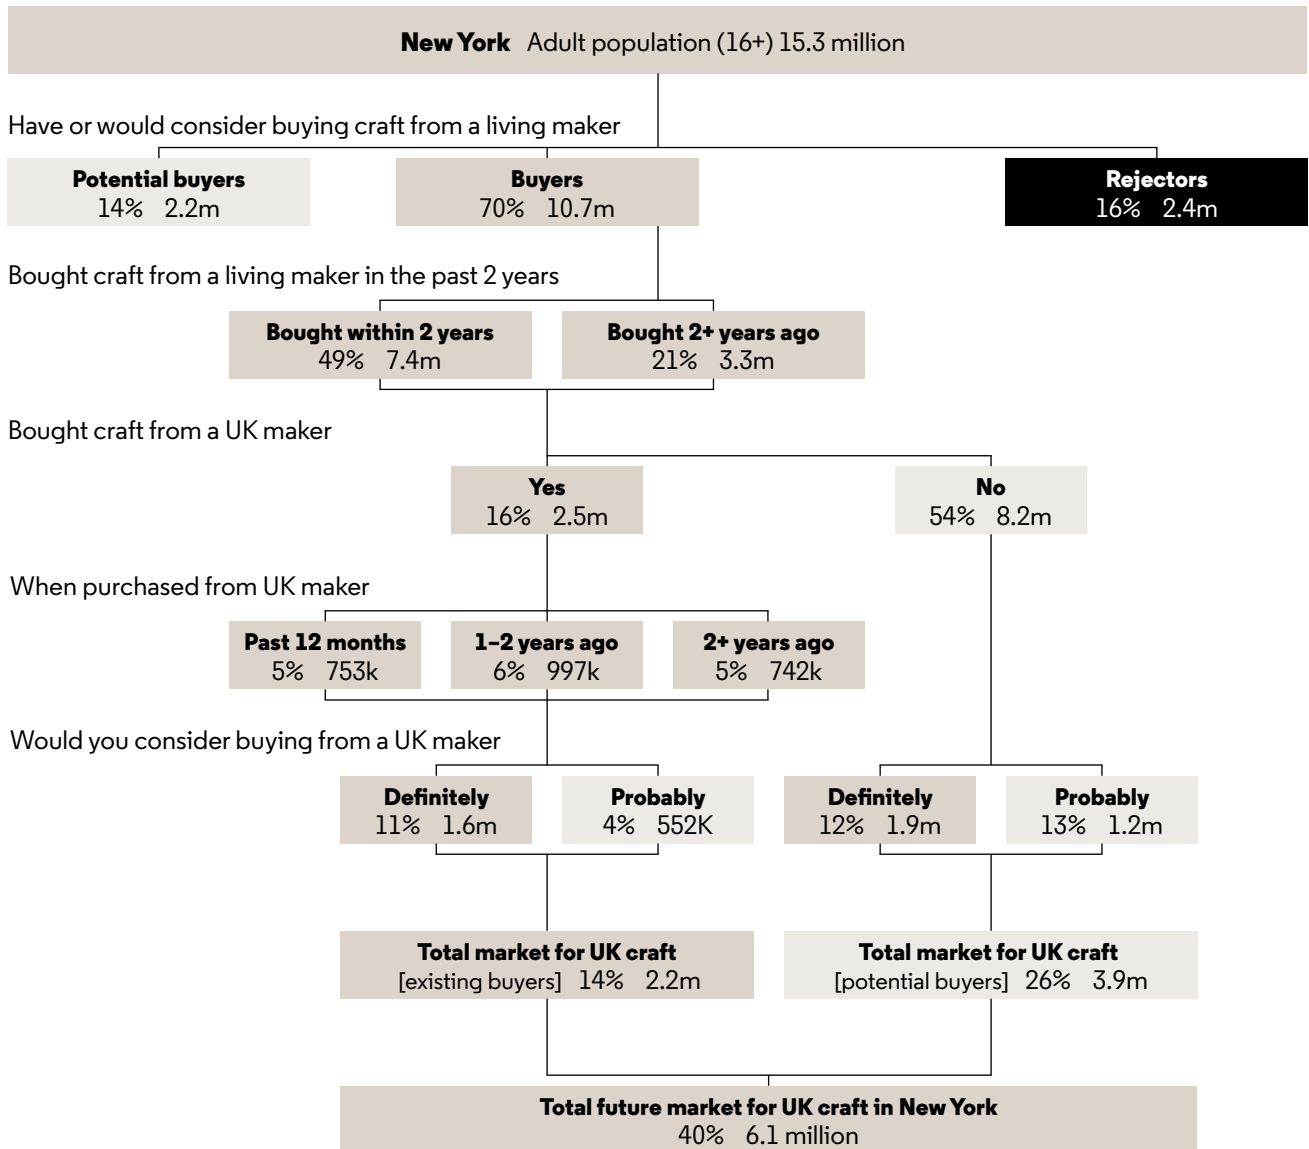 New York Adult population (16+) 15.3 million
Have or would consider buying craft from a living maker
Potential buyers
14% 2.2m
Buyers
70% 10.7m
Rejectors
16% 2.4m
Bought craft from a living maker in the past 2 years
Bought within 2 years
49% 7.4m
Bought 2+ years ago
21% 3.3m
Bought craft from a UK maker
Yes
16% 2.5m
No
54% 8.2m
When purchased from UK maker
Past 12 months
5% 753k
1–2 years ago
6% 997k
2+ years ago
5% 742k
Would you consider buying from a UK maker
Definitely
11% 1.6m
Probably
4% 552K
Definitely
12% 1.9m
Probably
13% 1.2m
Total market for UK craft
[existing buyers] 14% 2.2m
Total market for UK craft
[potential buyers] 26% 3.9m
Total future market for UK craft in New York
40% 6.1 million